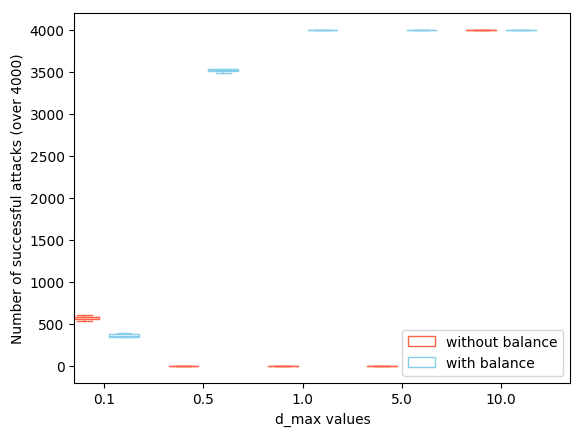 Number of successful attacks (over 4000)
4000
3500
3000
2500
2000
1500
1000
500
0
0.1 0.5 1.0 5.0 10.0
d_max values
without balance
with balance